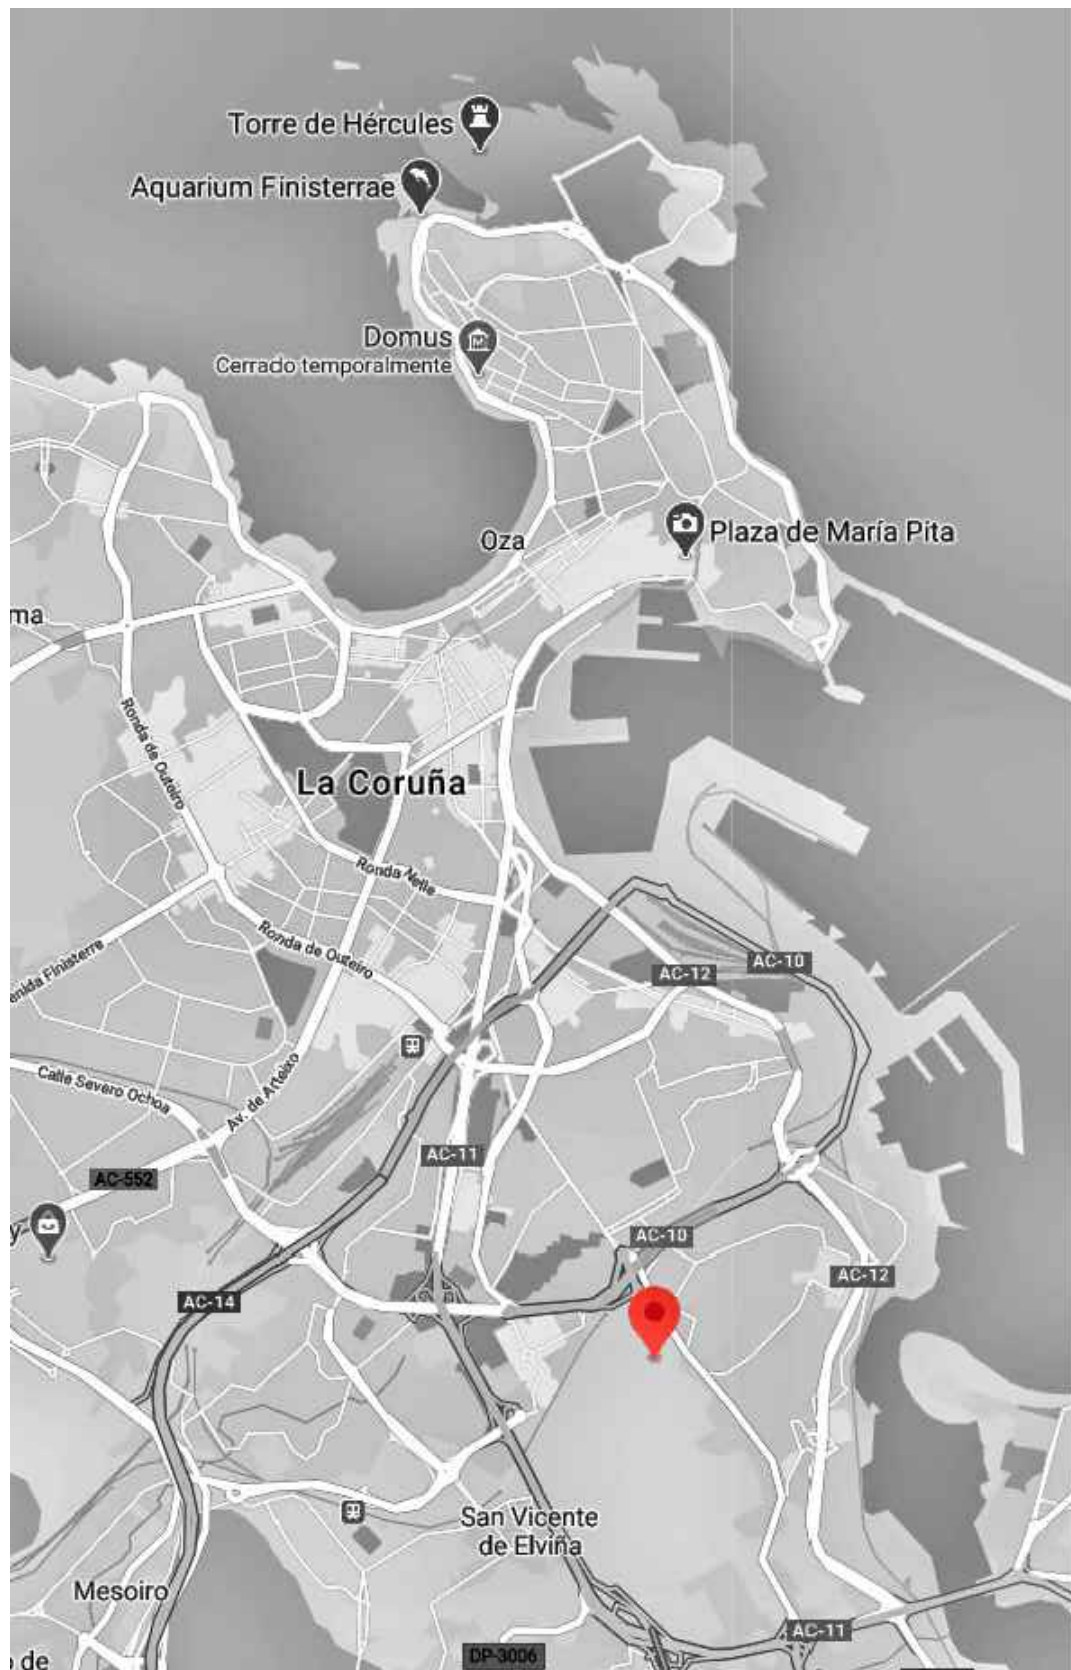 Torre de Hércules
Aquarium Finisterrae
Domus
Cerrado temporalmente
Oza
Plaza de María Pita
ma
Ronda de Outeiro
La Coruña
Ronda Nelle
Ronda de Outeiro
enida Finisterre
AC-12
AC-10
Calle Severo Ochoa
Av. de Arteixo
AC-11
AC-552
y
AC-10
AC-12
AC-14
San Vicente
de Elviña
Mesoiro
AC-11
o de
DP-3006